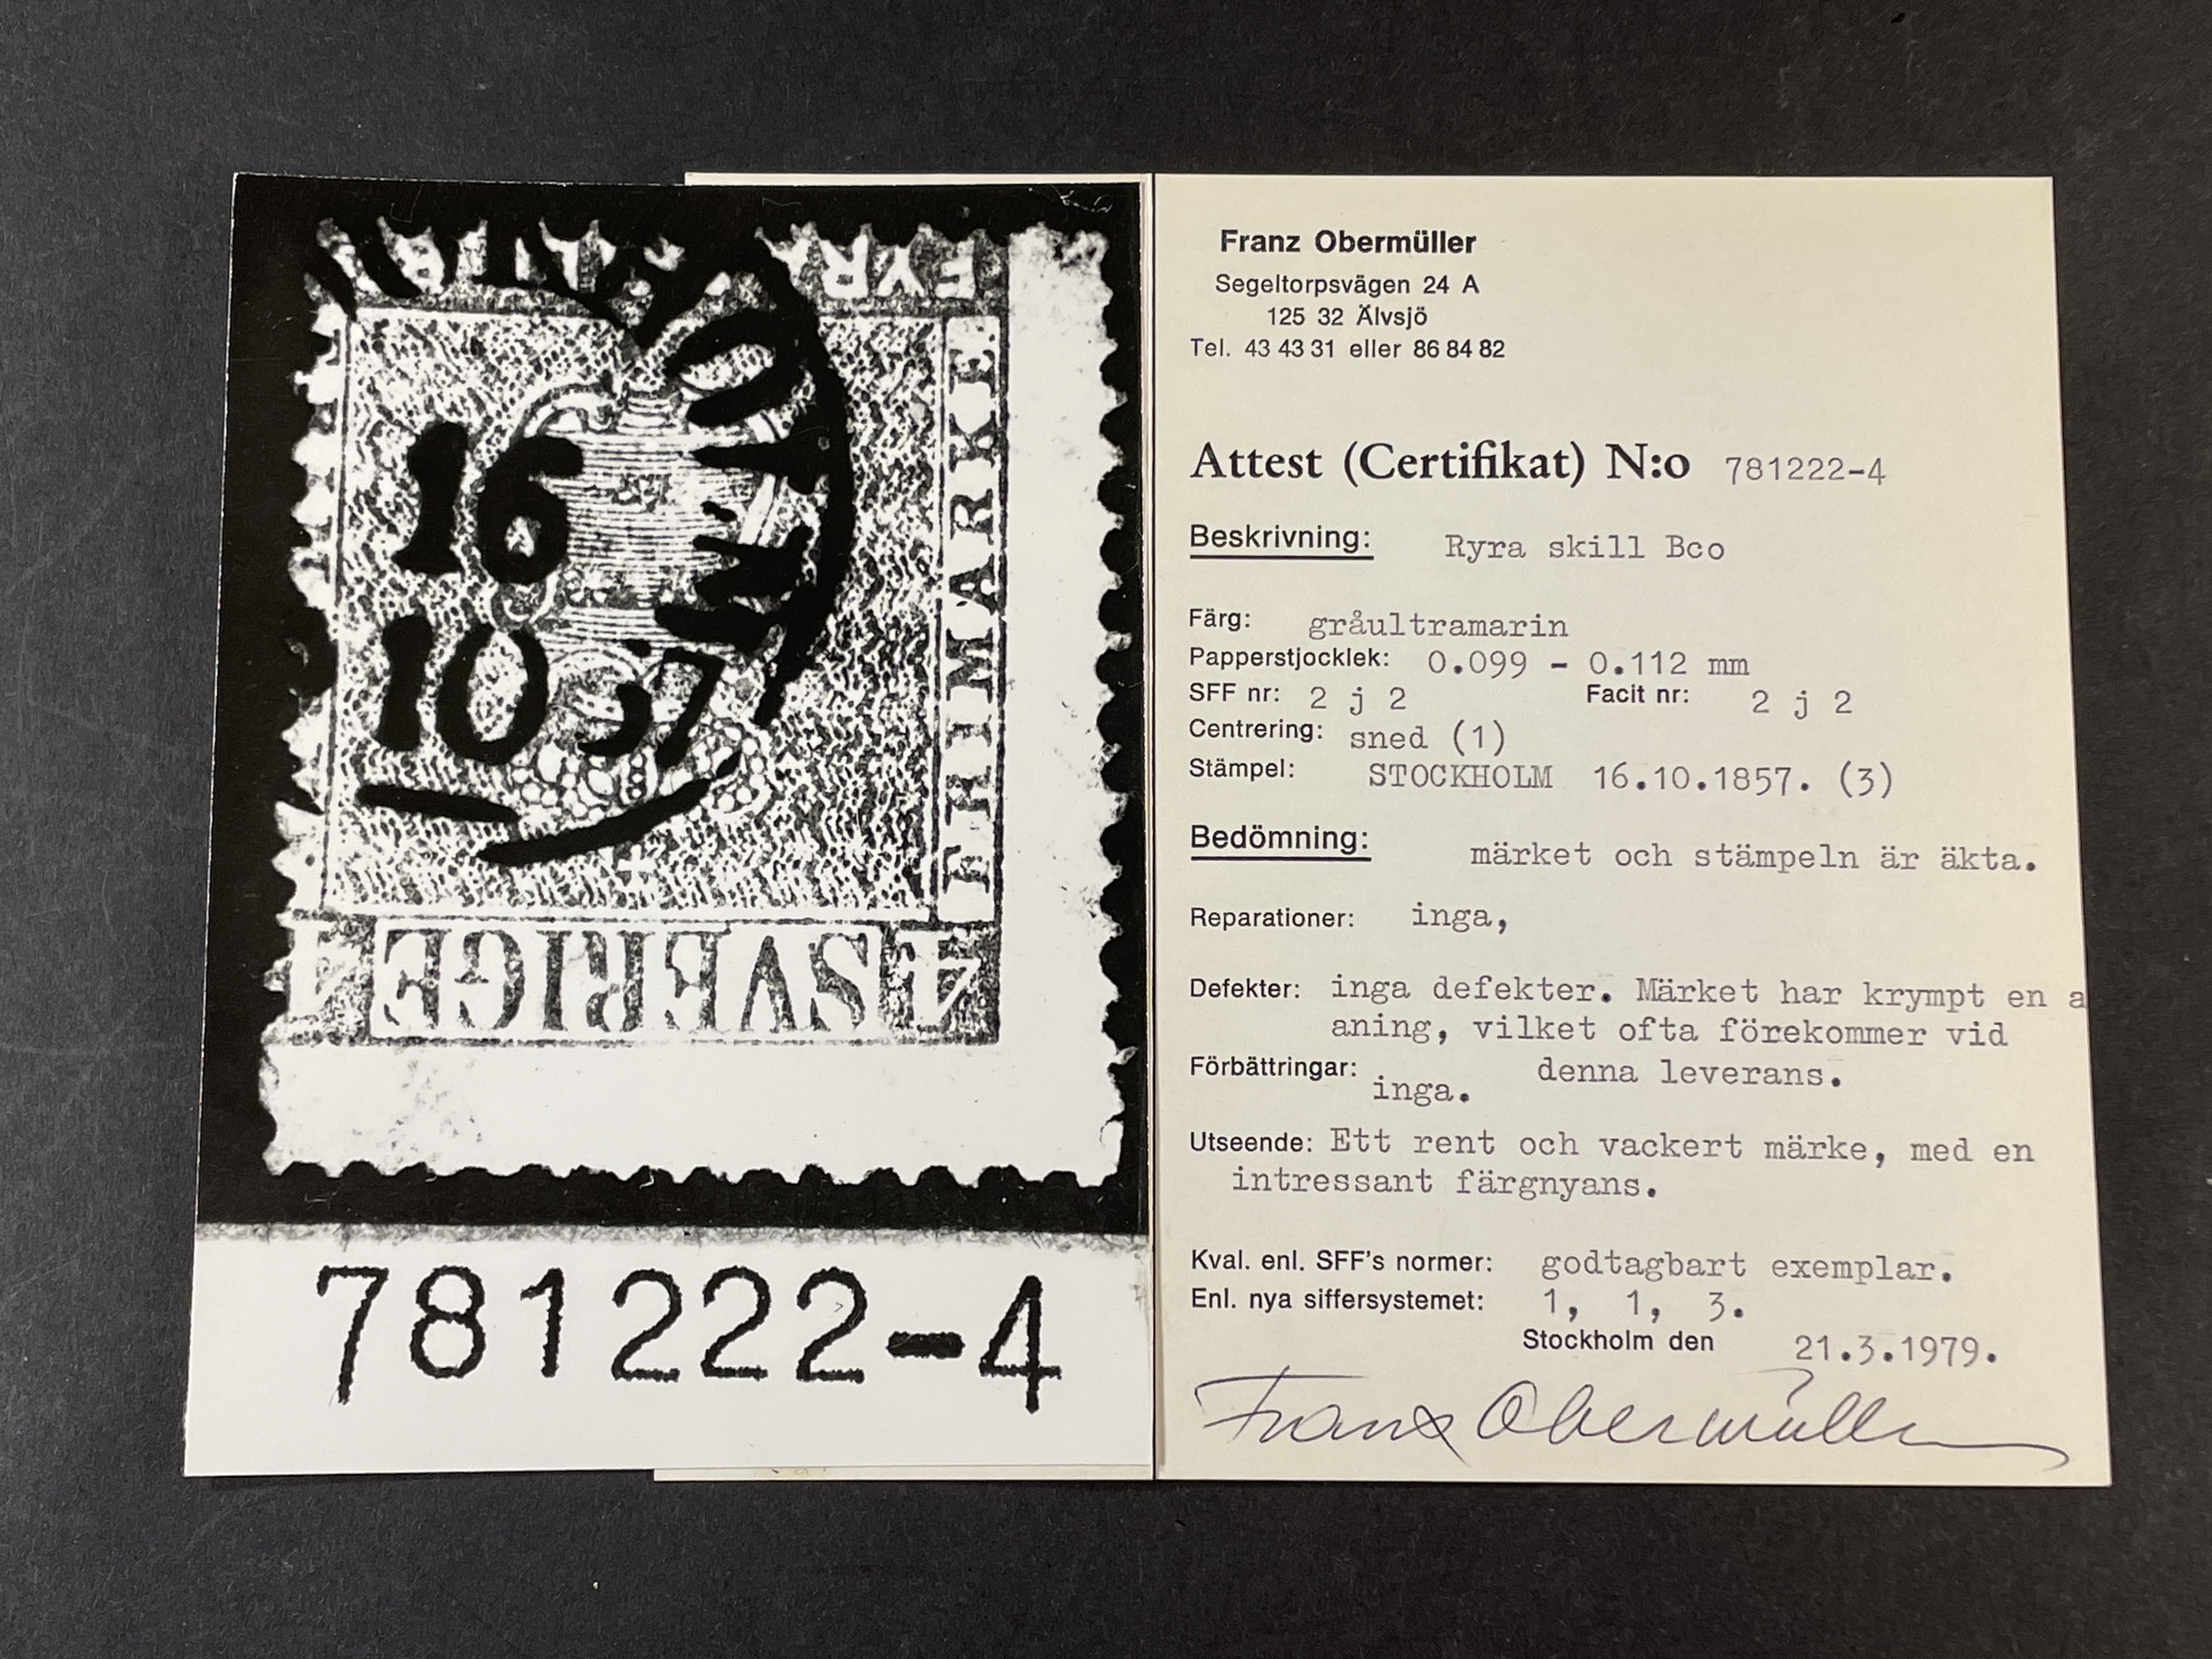 FYRA
FRIMÄRKE
16
10 57
4 SVERIGE 4
781222-4
Franz Obermüller
Segeltorpsvägen 24 A
125 32 Älvsjö
Tel. 43 43 31 eller 86 84 82
Attest (Certifikat) N:o 781222-4
Beskrivning: Ryra skill Bco
Färg: gråultramarin
Papperstjocklek: 0.099 - 0.112 mm
SFF nr: 2 j 2 Facit nr: 2 j 2
Centrering: sned (1)
Stämpel: STOCKHOLM 16.10.1857. (3)
Bedömning: märket och stämpeln är äkta.
Reparationer: inga,
Defekter: inga defekter. Märket har krympt en a
aning, vilket ofta förekommer vid
Förbättringar: inga. denna leverans.
Utseende: Ett rent och vackert märke, med en
intressant färgnyans.
Kval. enl. SFF's normer: godtagbart exemplar.
Enl. nya siffersystemet: 1, 1, 3.
Stockholm den 21.3.1979.
Franz Obermüller